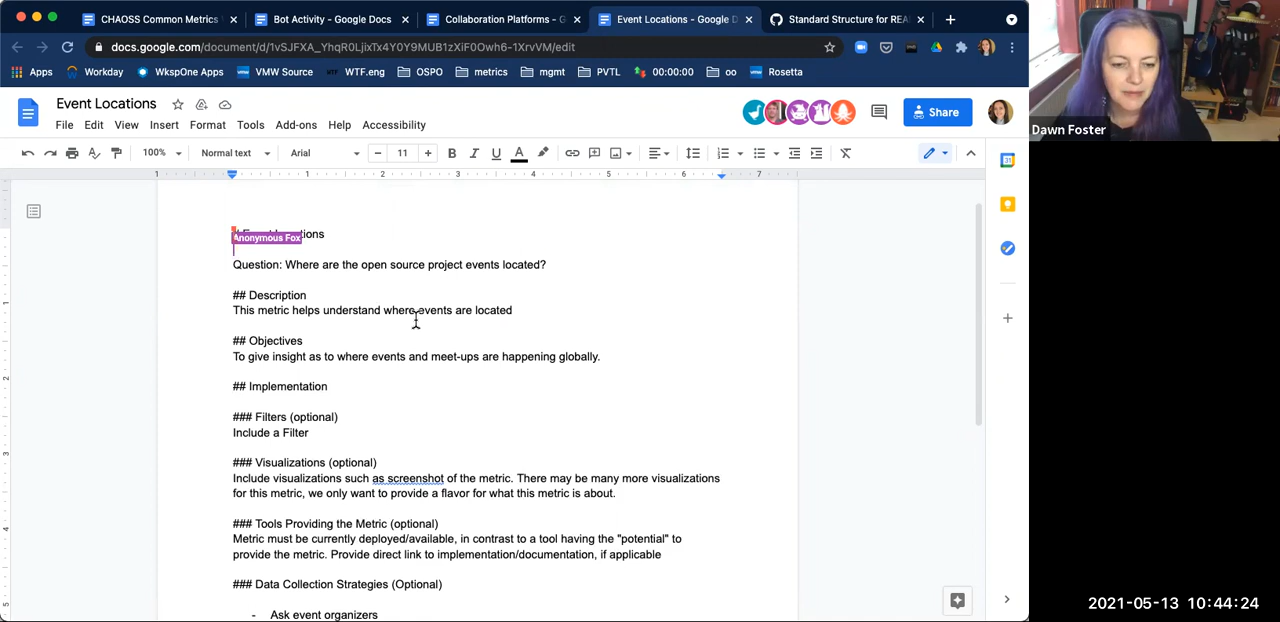 CHAOSS Common Metrics
Bot Activity - Google Docs
Collaboration Platforms - G
Event Locations - Google D
Standard Structure for REA
docs.google.com/document/d/1vSJFXA_YhqR0LjixTx4Y0Y9MUB1zXiF0Owh6-1XrvVM/edit
Apps
Workday
WkspOne Apps
VMW Source
WTF.eng
OSPO
metrics
mgmt
PVTL
00:00:00
oo
Rosetta
Event Locations
Share
File Edit View Insert Format Tools Add-ons Help Accessibility
100% Normal text Arial 11
1 1 2 3 4 5 6 7
Anonymous Fox
Question: Where are the open source project events located?
## Description
This metric helps understand where events are located
## Objectives
To give insight as to where events and meet-ups are happening globally.
## Implementation
### Filters (optional)
Include a Filter
### Visualizations (optional)
Include visualizations such as screenshot of the metric. There may be many more visualizations
for this metric, we only want to provide a flavor for what this metric is about.
### Tools Providing the Metric (optional)
Metric must be currently deployed/available, in contrast to a tool having the "potential" to
provide the metric. Provide direct link to implementation/documentation, if applicable
### Data Collection Strategies (Optional)
- Ask event organizers
Dawn Foster
2021-05-13 10:44:24